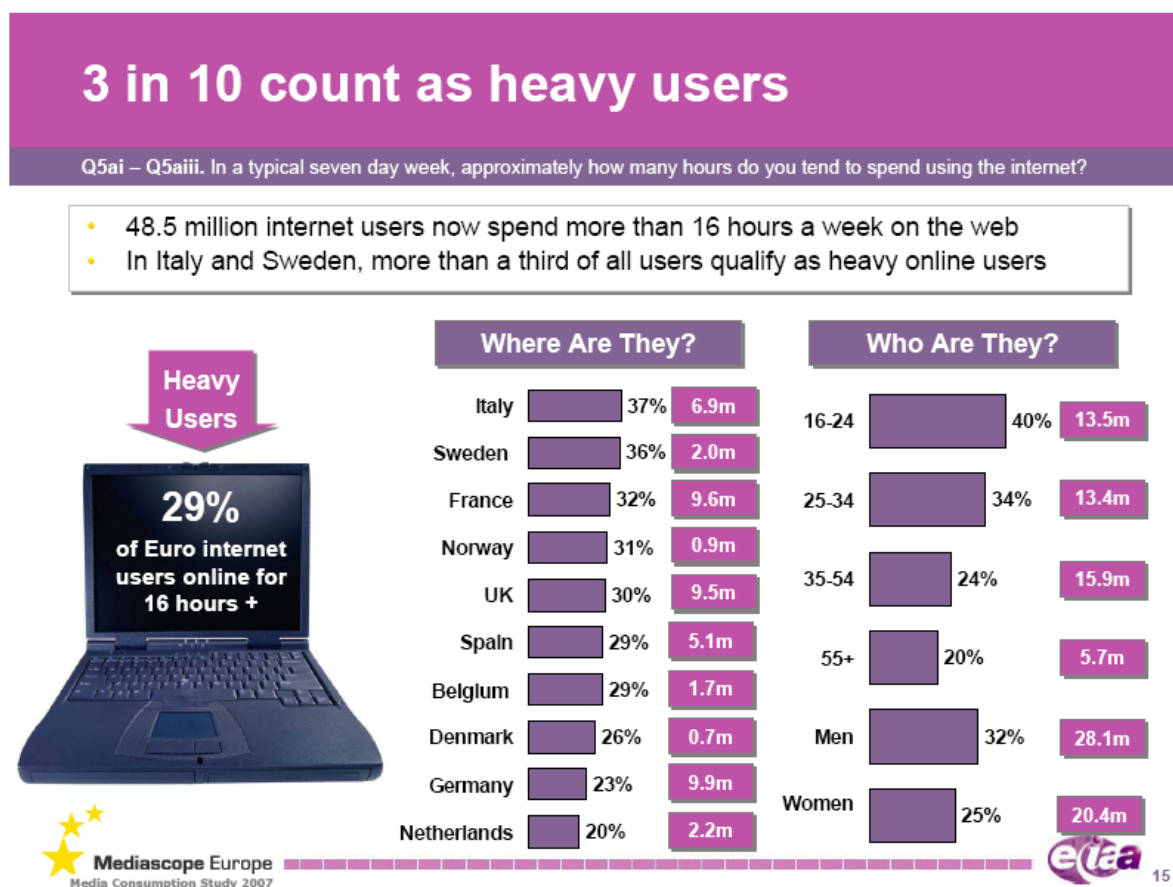 3 in 10 count as heavy users
Q5ai – Q5aiii. In a typical seven day week, approximately how many hours do you tend to spend using the internet?
• 48.5 million internet users now spend more than 16 hours a week on the web
• In Italy and Sweden, more than a third of all users qualify as heavy online users
Heavy
Users
29%
of Euro internet
users online for
16 hours +
Where Are They?
Italy 37% 6.9m
Sweden 36% 2.0m
France 32% 9.6m
Norway 31% 0.9m
UK 30% 9.5m
Spain 29% 5.1m
Belgium 29% 1.7m
Denmark 26% 0.7m
Germany 23% 9.9m
Netherlands 20% 2.2m
Who Are They?
16-24 40% 13.5m
25-34 34% 13.4m
35-54 24% 15.9m
55+ 20% 5.7m
Men 32% 28.1m
Women 25% 20.4m
Mediascope Europe
Media Consumption Study 2007
eiaa
15